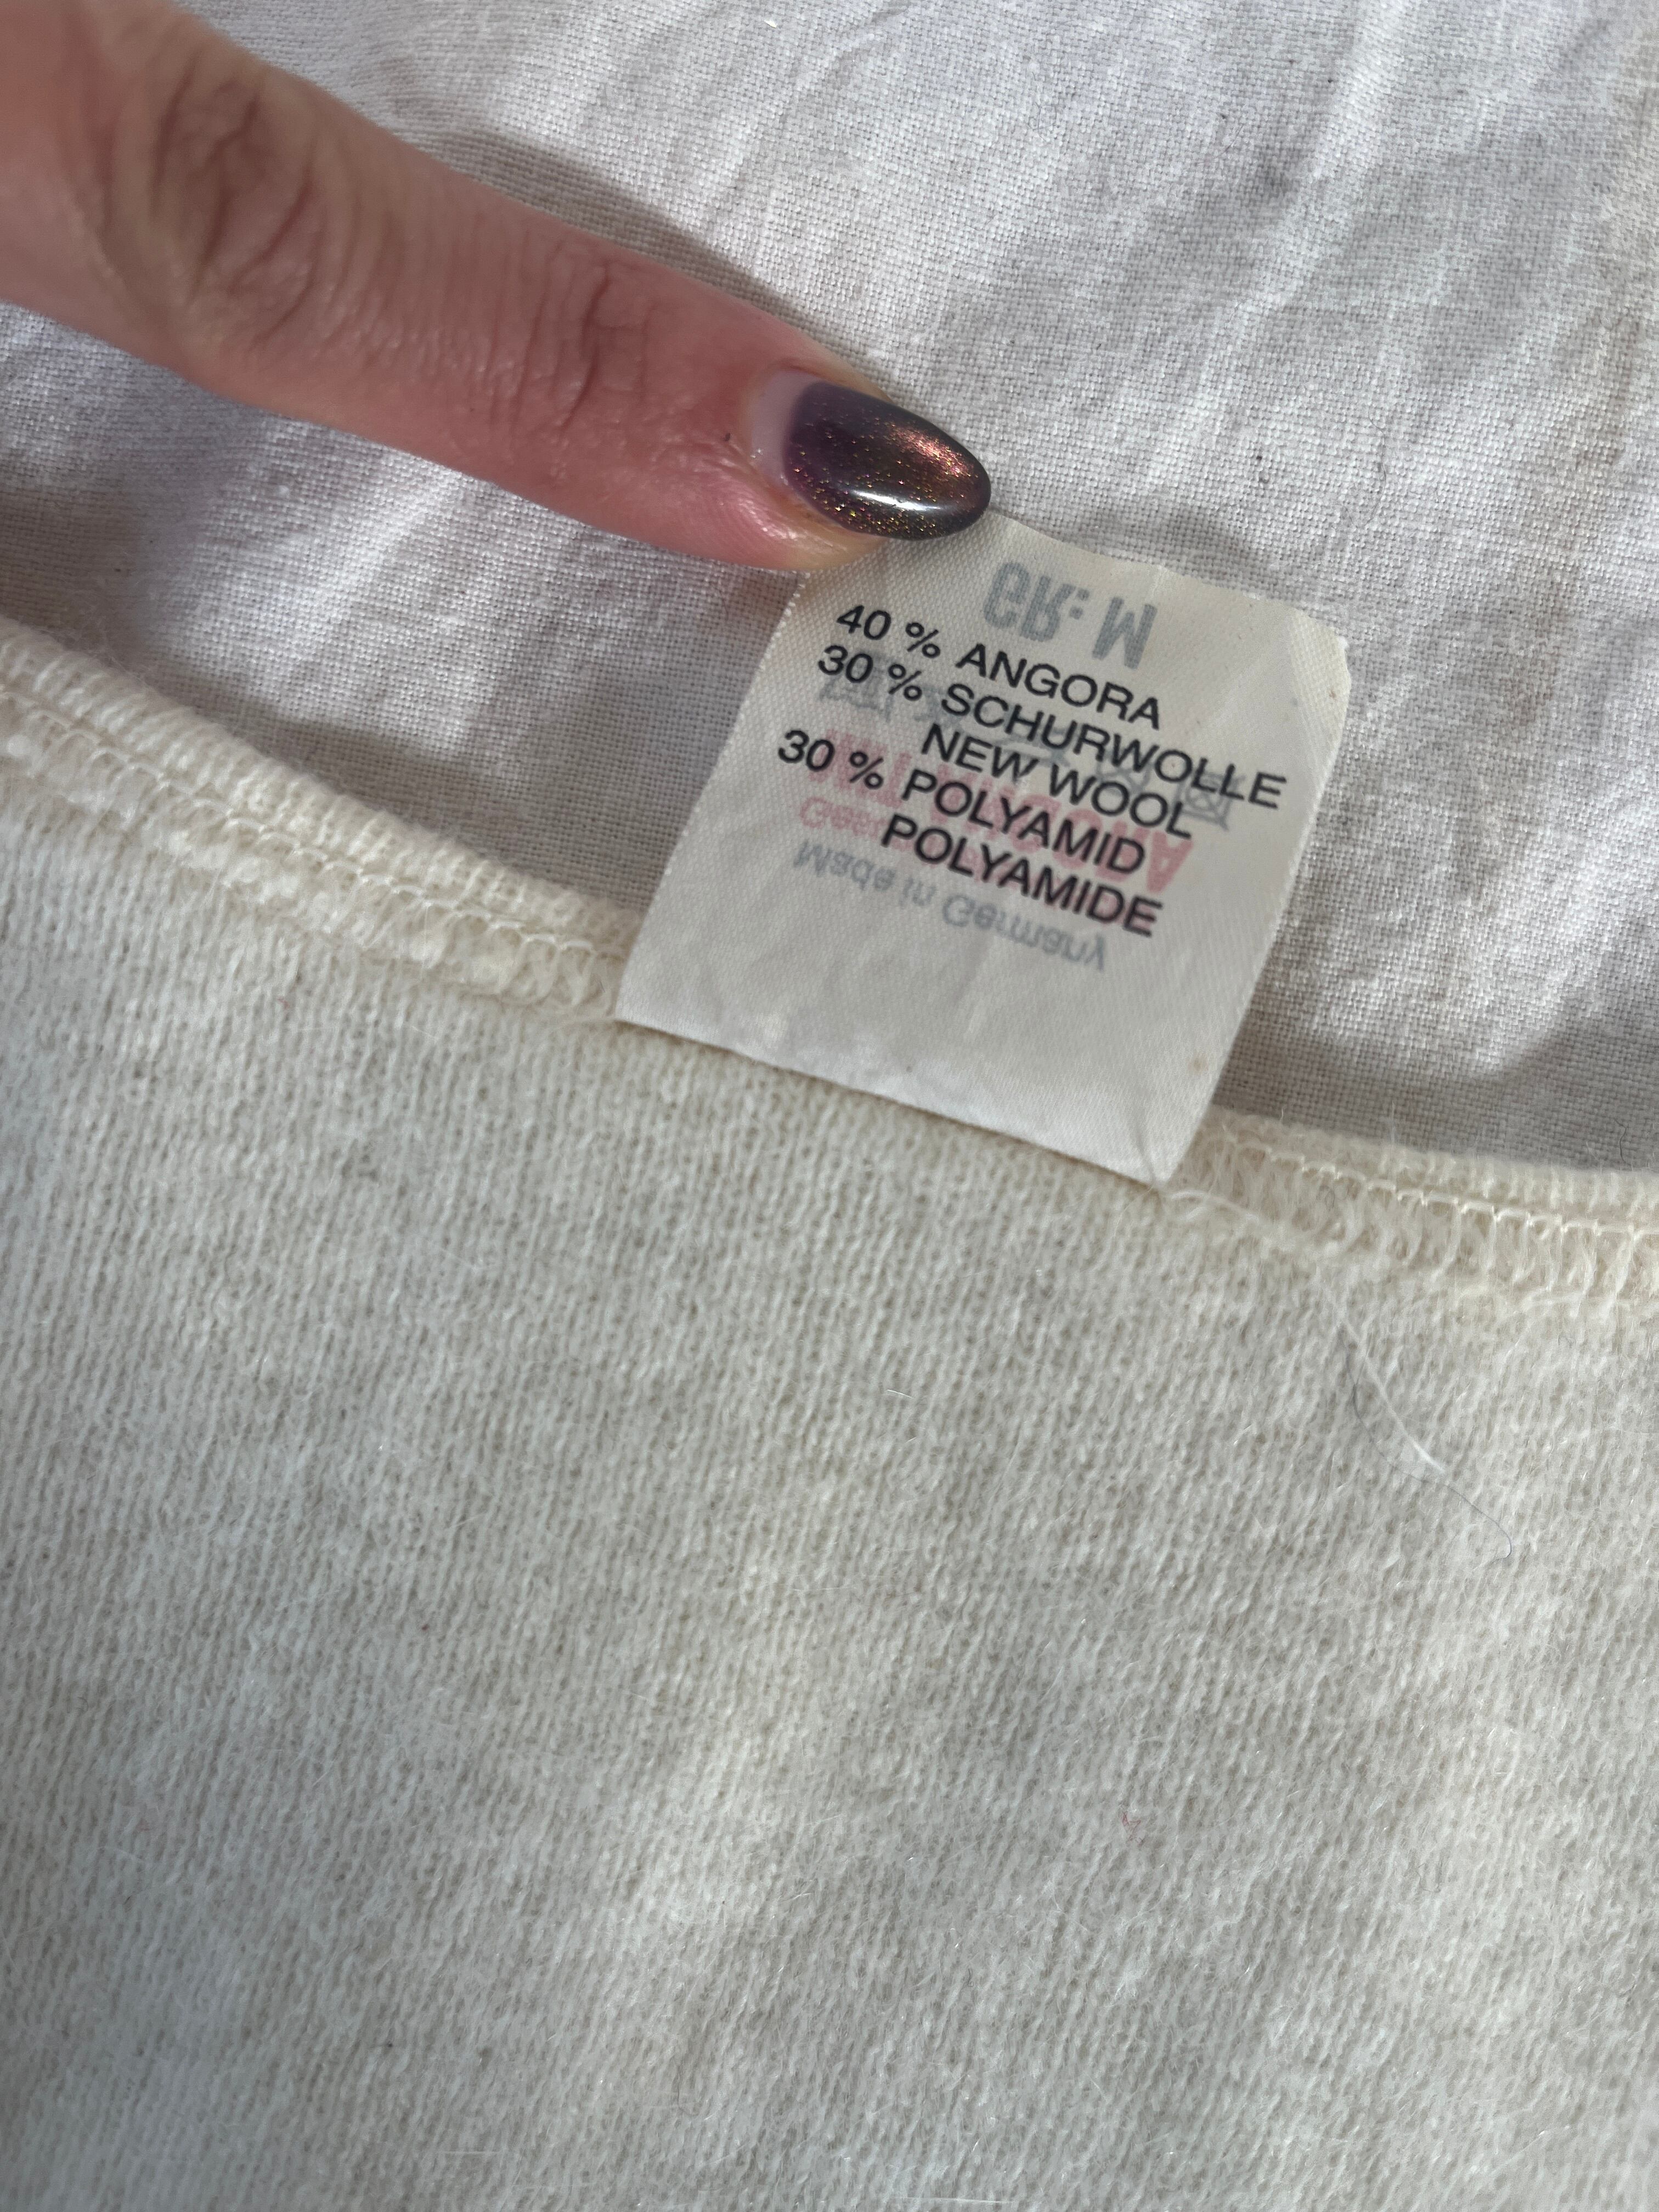 GR: M
40 % ANGORA
30 % SCHURWOLLE
NEW WOOL
30 % POLYAMID
POLYAMIDE
Made in Germany